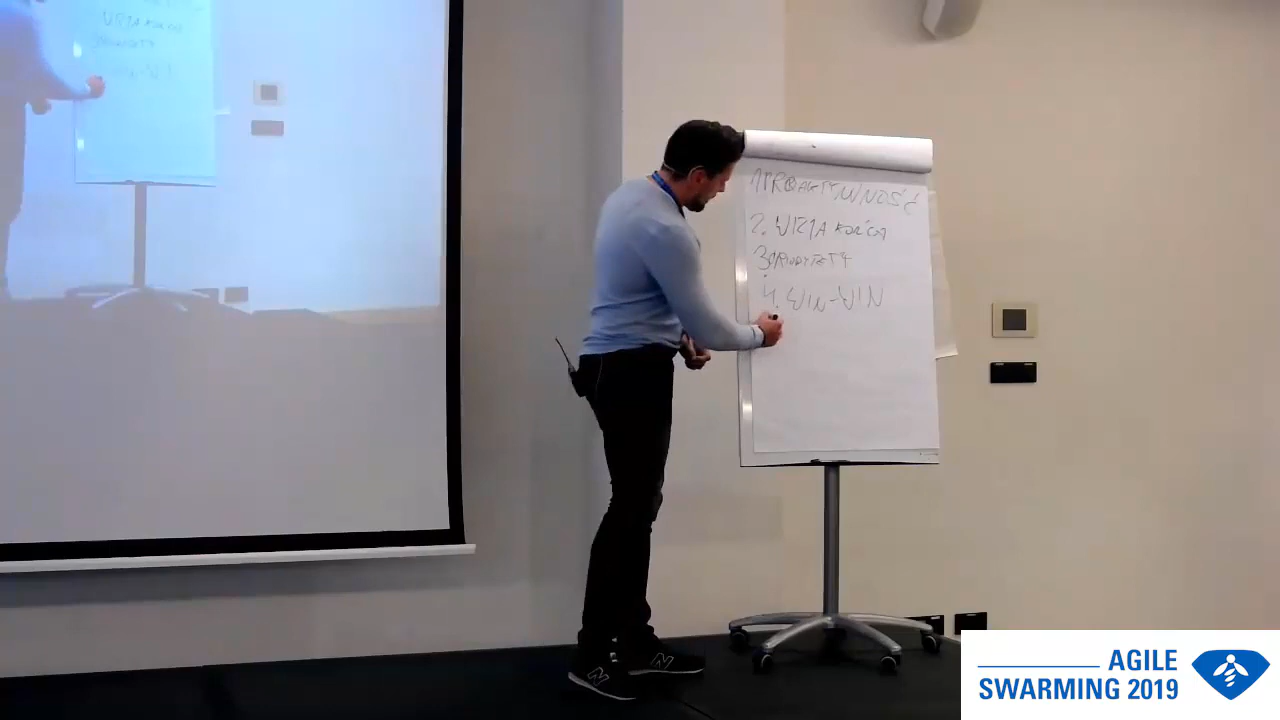 1 PROAKTYWNOŚĆ
2. WIZJA KOŃCA
3 PRIORYTETY
4. WIN-WIN
AGILE
SWARMING 2019